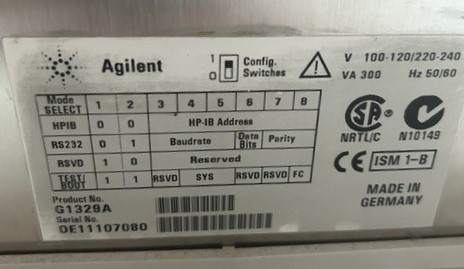 Agilent
1
0
Config.
Switches
V 100-120/220-240
VA 300 Hz 50/60
Mode
SELECT 1 2 3 4 5 6 7 8
HPIB 0 0 HP-IB Address
RS232 0 1 Baudrate Data Bits Parity
RSVD 1 0 Reserved
TEST/BOOT 1 1 RSVD SYS RSVD RSVD FC
SA
NRTL/C
N10149
CE ISM 1-B
Product No.
G1329A
Serial No.
DE11107080
MADE IN
GERMANY